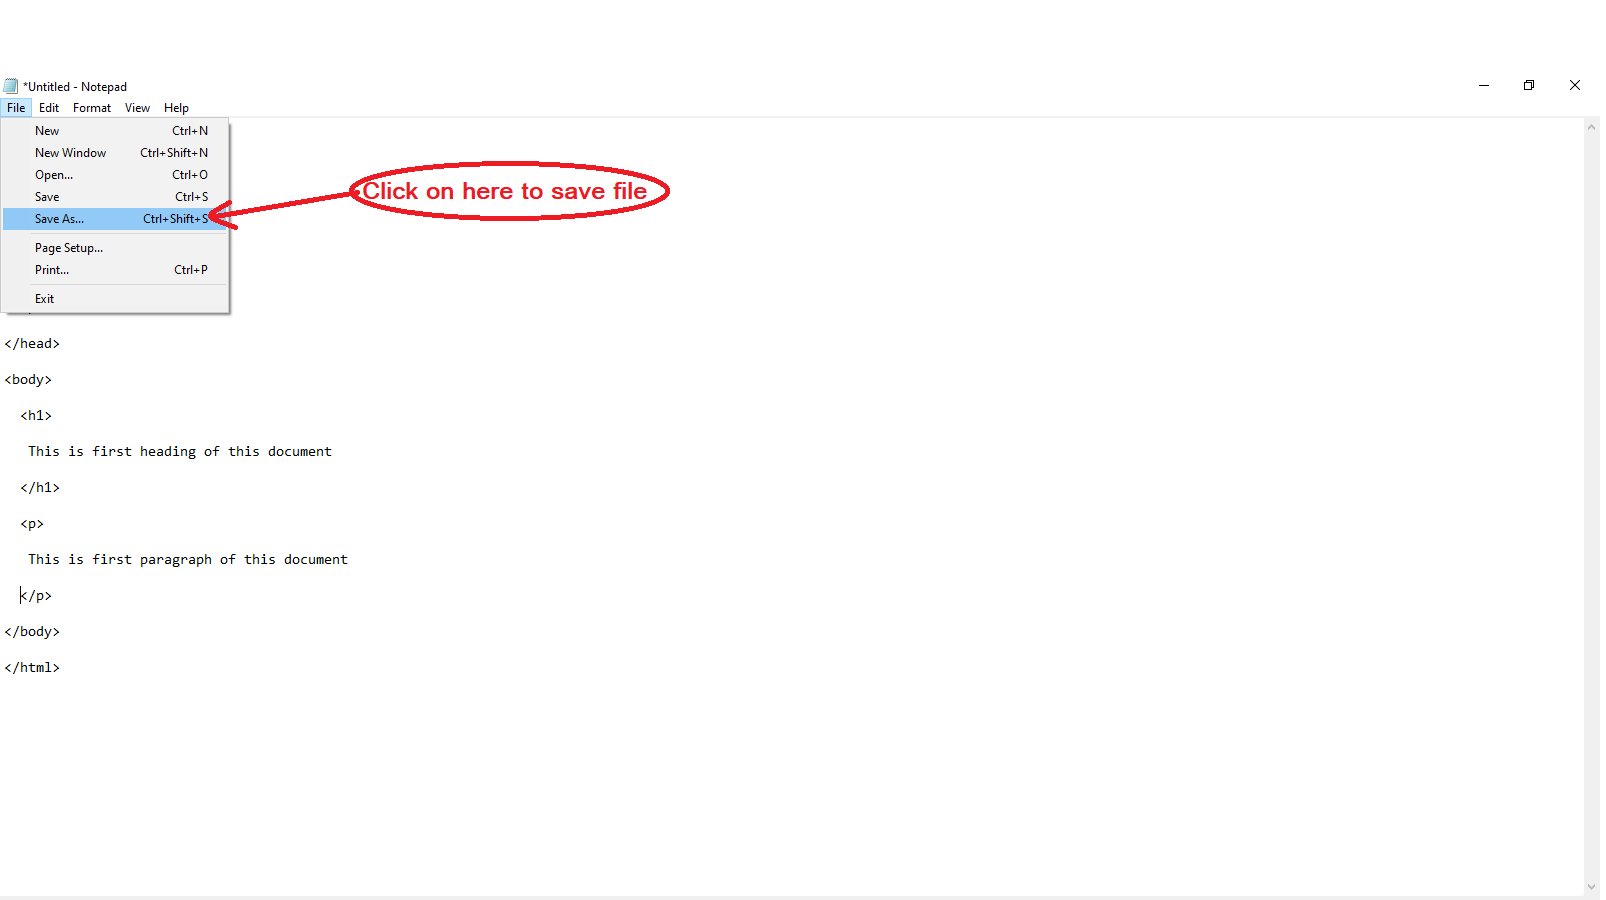 *Untitled - Notepad
File Edit Format View Help
New Ctrl+N
New Window Ctrl+Shift+N
Open... Ctrl+O
Save Ctrl+S
Save As... Ctrl+Shift+S
Click on here to save file
Page Setup...
Print... Ctrl+P
Exit
</head>
<body>
<h1>
This is first heading of this document
</h1>
<p>
This is first paragraph of this document
</p>
</body>
</html>